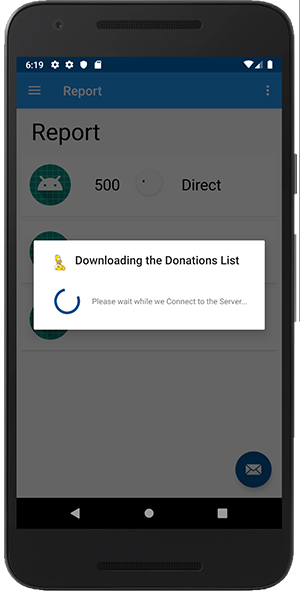 6:19
Report
Report
500 Direct
Downloading the Donations List
Please wait while we Connect to the Server...